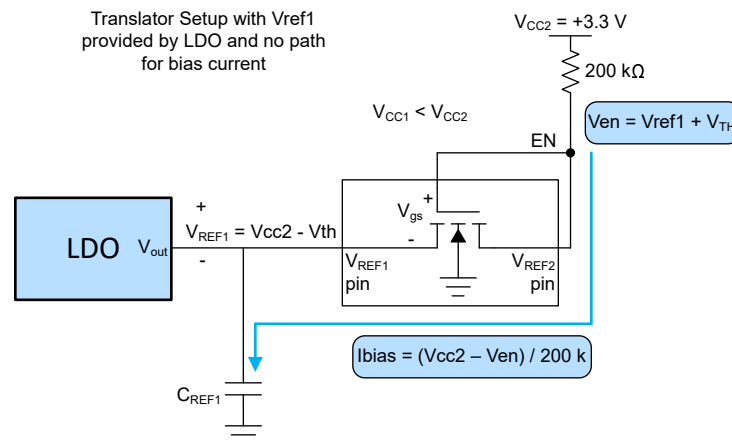 Translator Setup with Vref1
provided by LDO and no path
for bias current
VCC2 = +3.3 V
200 kΩ
VCC1 < VCC2
Ven = Vref1 + VTH
EN
+
Vgs
-
LDO
Vout
+
VREF1 = Vcc2 - Vth
-
VREF1
pin
VREF2
pin
Ibias = (Vcc2 – Ven) / 200 k
CREF1